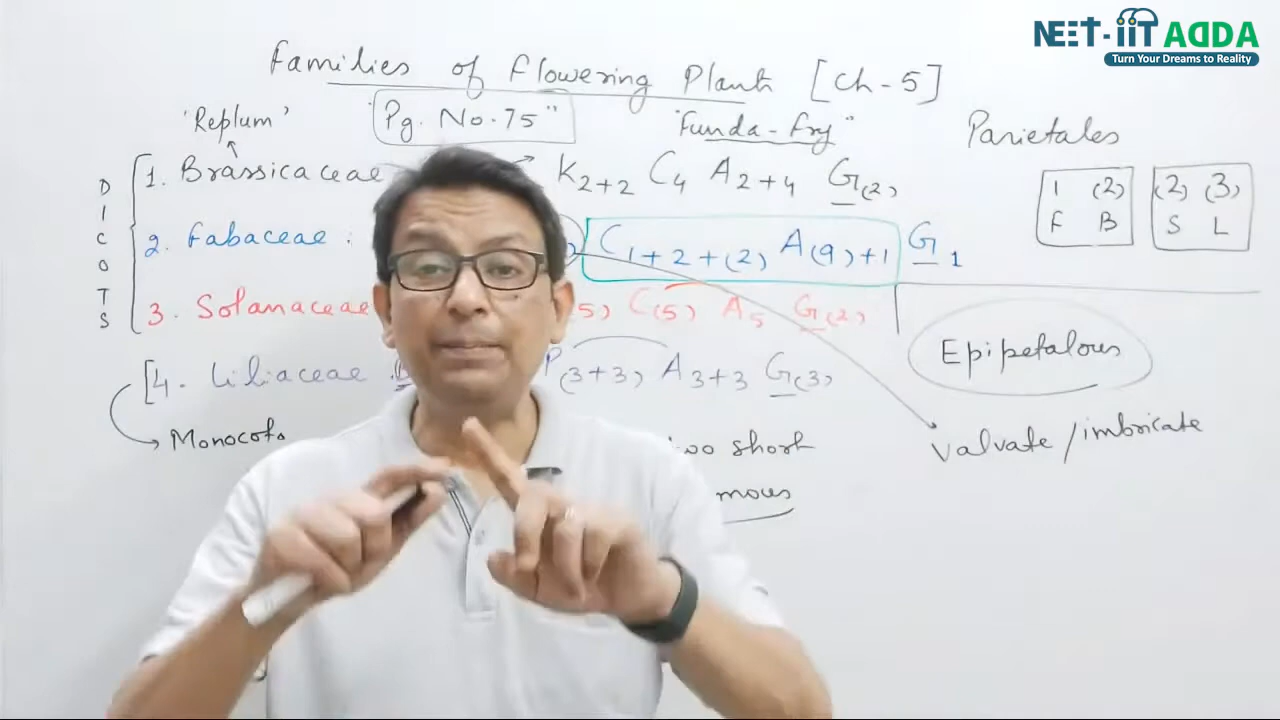 NEET-iiT ADDA
Turn Your Dreams to Reality
Families of Flowering Plants [Ch-5]
'Replum' "Pg. No. 75" "Funda-fry" Parietales
DICOTS
1. Brassicaceae → K2+2 C4 A2+4 G(2)
1 (2) (2) (3)
F B S L
2. Fabaceae : C1+2+(2) A(9)+1 G1
3. Solanaceae (5) C(5) A5 G(2)
Epipetalous
[4. Liliaceae : P(3+3) A3+3 G(3)
Monocots short valvate/imbricate